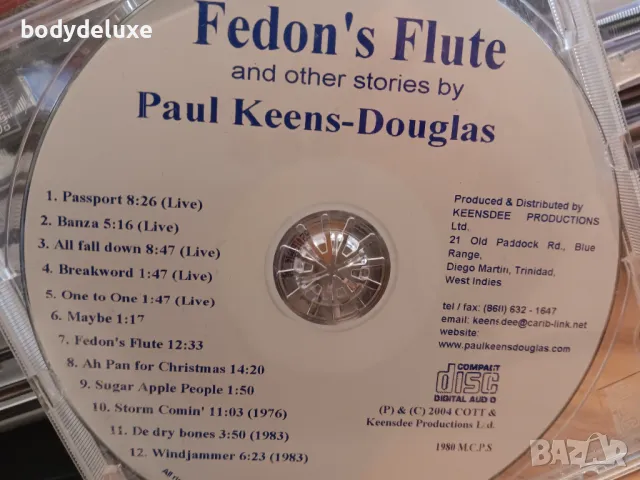 bodydeluxe
Fedon's Flute
and other stories by
Paul Keens-Douglas
1. Passport 8:26 (Live)
2. Banza 5:16 (Live)
3. All fall down 8:47 (Live)
4. Breakword 1:47 (Live)
5. One to One 1:47 (Live)
6. Maybe 1:17
7. Fedon's Flute 12:33
8. Ah Pan for Christmas 14:20
9. Sugar Apple People 1:50
10. Storm Comin' 11:03 (1976)
11. De dry bones 3:50 (1983)
12. Windjammer 6:23 (1983)
Produced & Distributed by
KEENSDEE PRODUCTIONS
Ltd.
21 Old Paddock Rd., Blue
Range,
Diego Martin, Trinidad,
West Indies
tel / fax: (868) 632 - 1647
email: keensdee@carib-link.net
website:
www.paulkeensdouglas.com
COMPACT
disc
DIGITAL AUDIO
(P) & (C) 2004 COTT &
Keensdee Productions Ltd.
1980 M.C.P.S
All
BAZAR